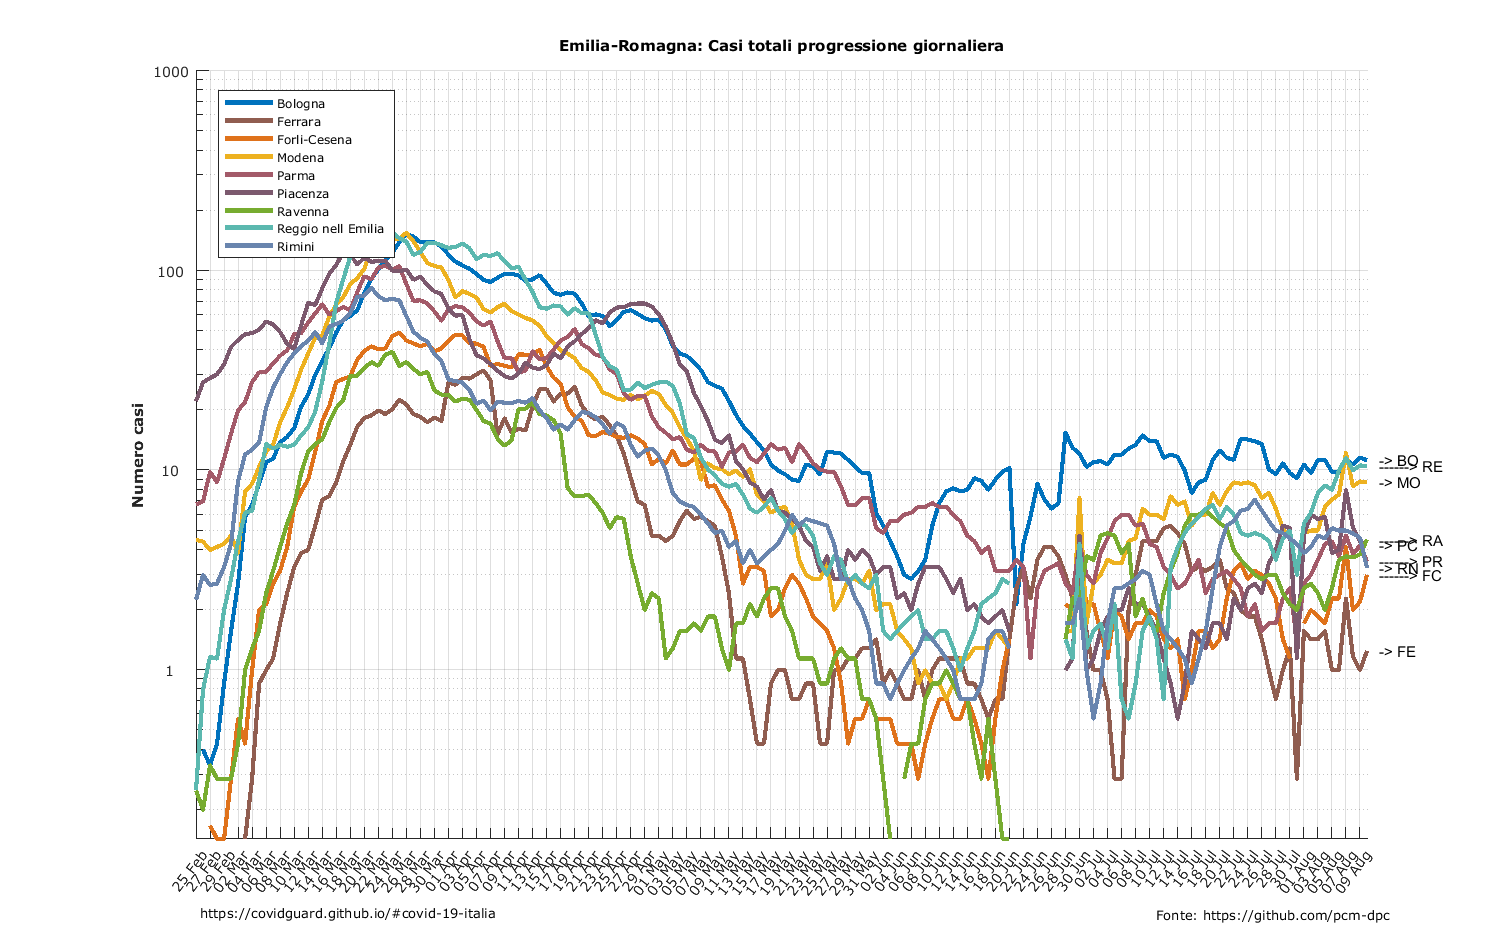 Emilia-Romagna: Casi totali progressione giornaliera
1000
100
10
1
Numero casi
Bologna
Ferrara
Forli-Cesena
Modena
Parma
Piacenza
Ravenna
Reggio nell Emilia
Rimini
-> BO
------> RE
-> MO
------> RA
-> PC
------> PR
-> RN
------> FC
-> FE
25 Feb
27 Feb
29 Feb
02 Mar
04 Mar
06 Mar
08 Mar
10 Mar
12 Mar
14 Mar
16 Mar
18 Mar
20 Mar
22 Mar
24 Mar
26 Mar
28 Mar
30 Mar
01 Apr
03 Apr
05 Apr
07 Apr
09 Apr
11 Apr
13 Apr
15 Apr
17 Apr
19 Apr
21 Apr
23 Apr
25 Apr
27 Apr
29 Apr
01 May
03 May
05 May
07 May
09 May
11 May
13 May
15 May
17 May
19 May
21 May
23 May
25 May
27 May
29 May
31 May
02 Jun
04 Jun
06 Jun
08 Jun
10 Jun
12 Jun
14 Jun
16 Jun
18 Jun
20 Jun
22 Jun
24 Jun
26 Jun
28 Jun
30 Jun
02 Jul
04 Jul
06 Jul
08 Jul
10 Jul
12 Jul
14 Jul
16 Jul
18 Jul
20 Jul
22 Jul
24 Jul
26 Jul
28 Jul
30 Jul
01 Aug
03 Aug
05 Aug
07 Aug
09 Aug
https://covidguard.github.io/#covid-19-italia
Fonte: https://github.com/pcm-dpc